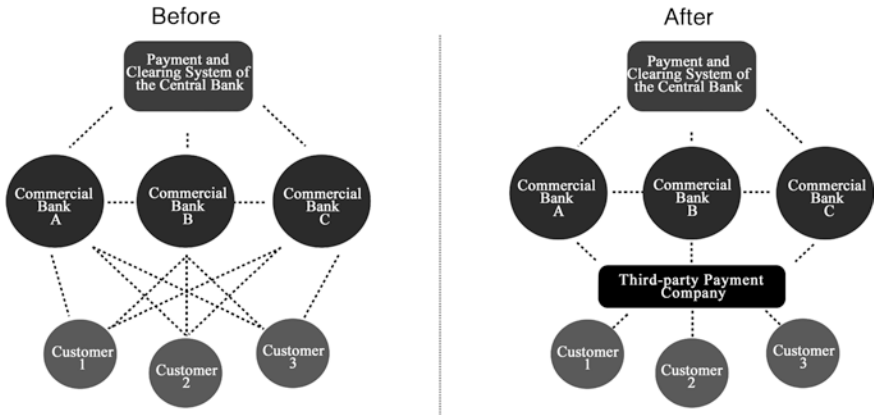 Before
Payment and
Clearing System of
the Central Bank
Commercial
Bank
A
Commercial
Bank
B
Commercial
Bank
C
Customer
1
Customer
2
Customer
3
After
Payment and
Clearing System of
the Central Bank
Commercial
Bank
A
Commercial
Bank
B
Commercial
Bank
C
Third-party Payment
Company
Customer
1
Customer
2
Customer
3